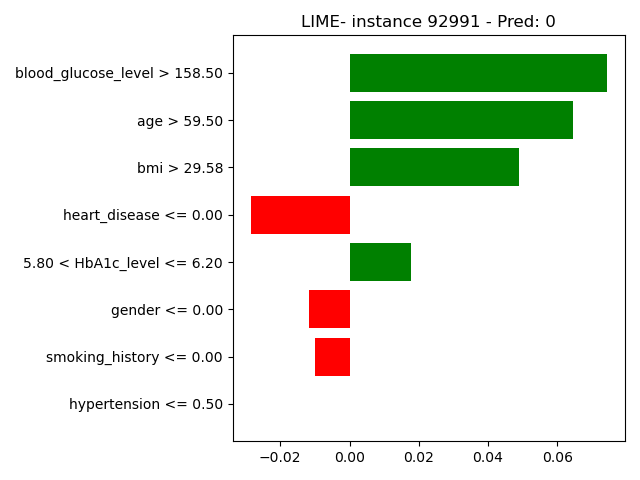 LIME- instance 92991 - Pred: 0
blood_glucose_level > 158.50
age > 59.50
bmi > 29.58
heart_disease <= 0.00
5.80 < HbA1c_level <= 6.20
gender <= 0.00
smoking_history <= 0.00
hypertension <= 0.50
−0.02 0.00 0.02 0.04 0.06